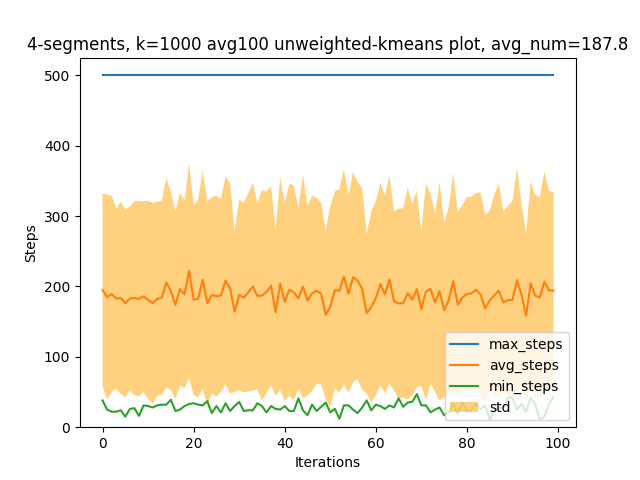 4-segments, k=1000 avg100 unweighted-kmeans plot, avg_num=187.8
500
400
300
200
100
0
Steps
0 20 40 60 80 100
Iterations
max_steps
avg_steps
min_steps
std